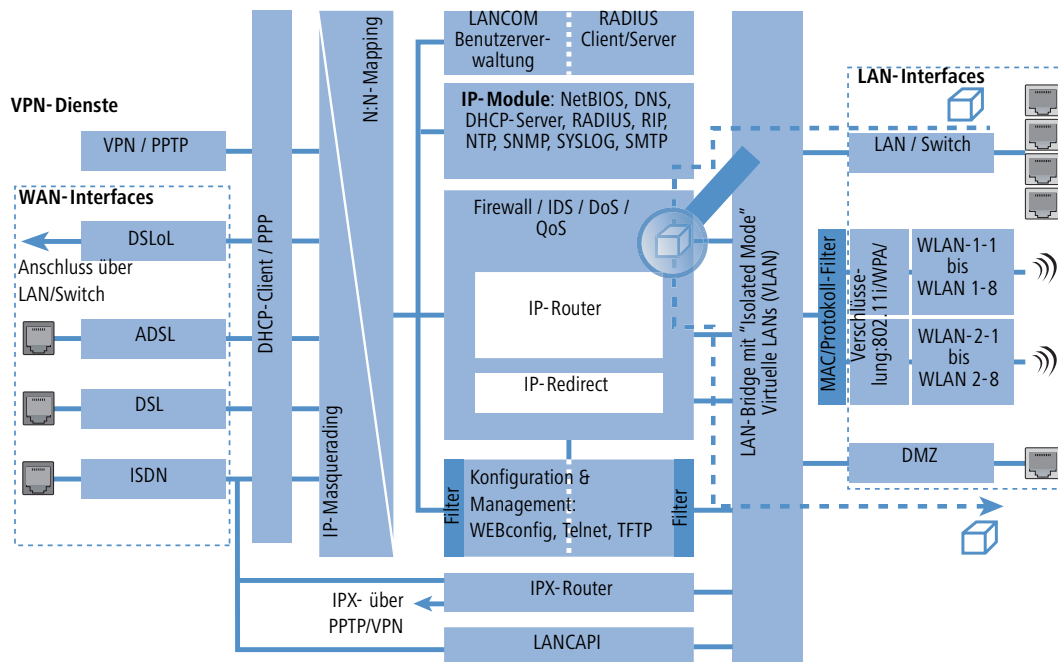 LANCOM
Benutzerver-
waltung
RADIUS
Client/Server
IP-Module: NetBIOS, DNS,
DHCP-Server, RADIUS, RIP,
NTP, SNMP, SYSLOG, SMTP
LAN-Interfaces
VPN-Dienste
VPN / PPTP
LAN / Switch
WAN-Interfaces
DSLoL
Anschluss über
LAN/Switch
ADSL
DSL
ISDN
DHCP-Client / PPP
IP-Masquerading
N:N-Mapping
Firewall / IDS / DoS /
QoS
IP-Router
IP-Redirect
Filter
Konfiguration &
Management:
WEBconfig, Telnet, TFTP
Filter
LAN-Bridge mit "Isolated Mode"
Virtuelle LANs (VLAN)
MAC/Protokoll-Filter
Verschlüsse-
lung:802.11i/WPA/
WLAN-1-1
bis
WLAN 1-8
WLAN-2-1
bis
WLAN 2-8
DMZ
IPX-Router
IPX- über
PPTP/VPN
LANCAPI